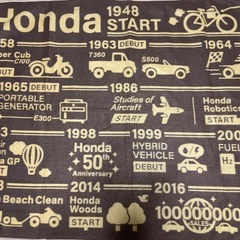 Honda
1948
START
58
1963 DEBUT
1964
per Cub
C100
T360
S500
1965 DEBUT
PORTABLE
GENERATOR
E300
1986
Studies of
Aircraft
START
Honda
Robotics
START
1998
1999
Honda
50th
Anniversary
HYBRID
VEHICLE
DEBUT
FUEL
GP
START
2014
2016
Beach Clean
Honda
Woods
START
100000000
SALES